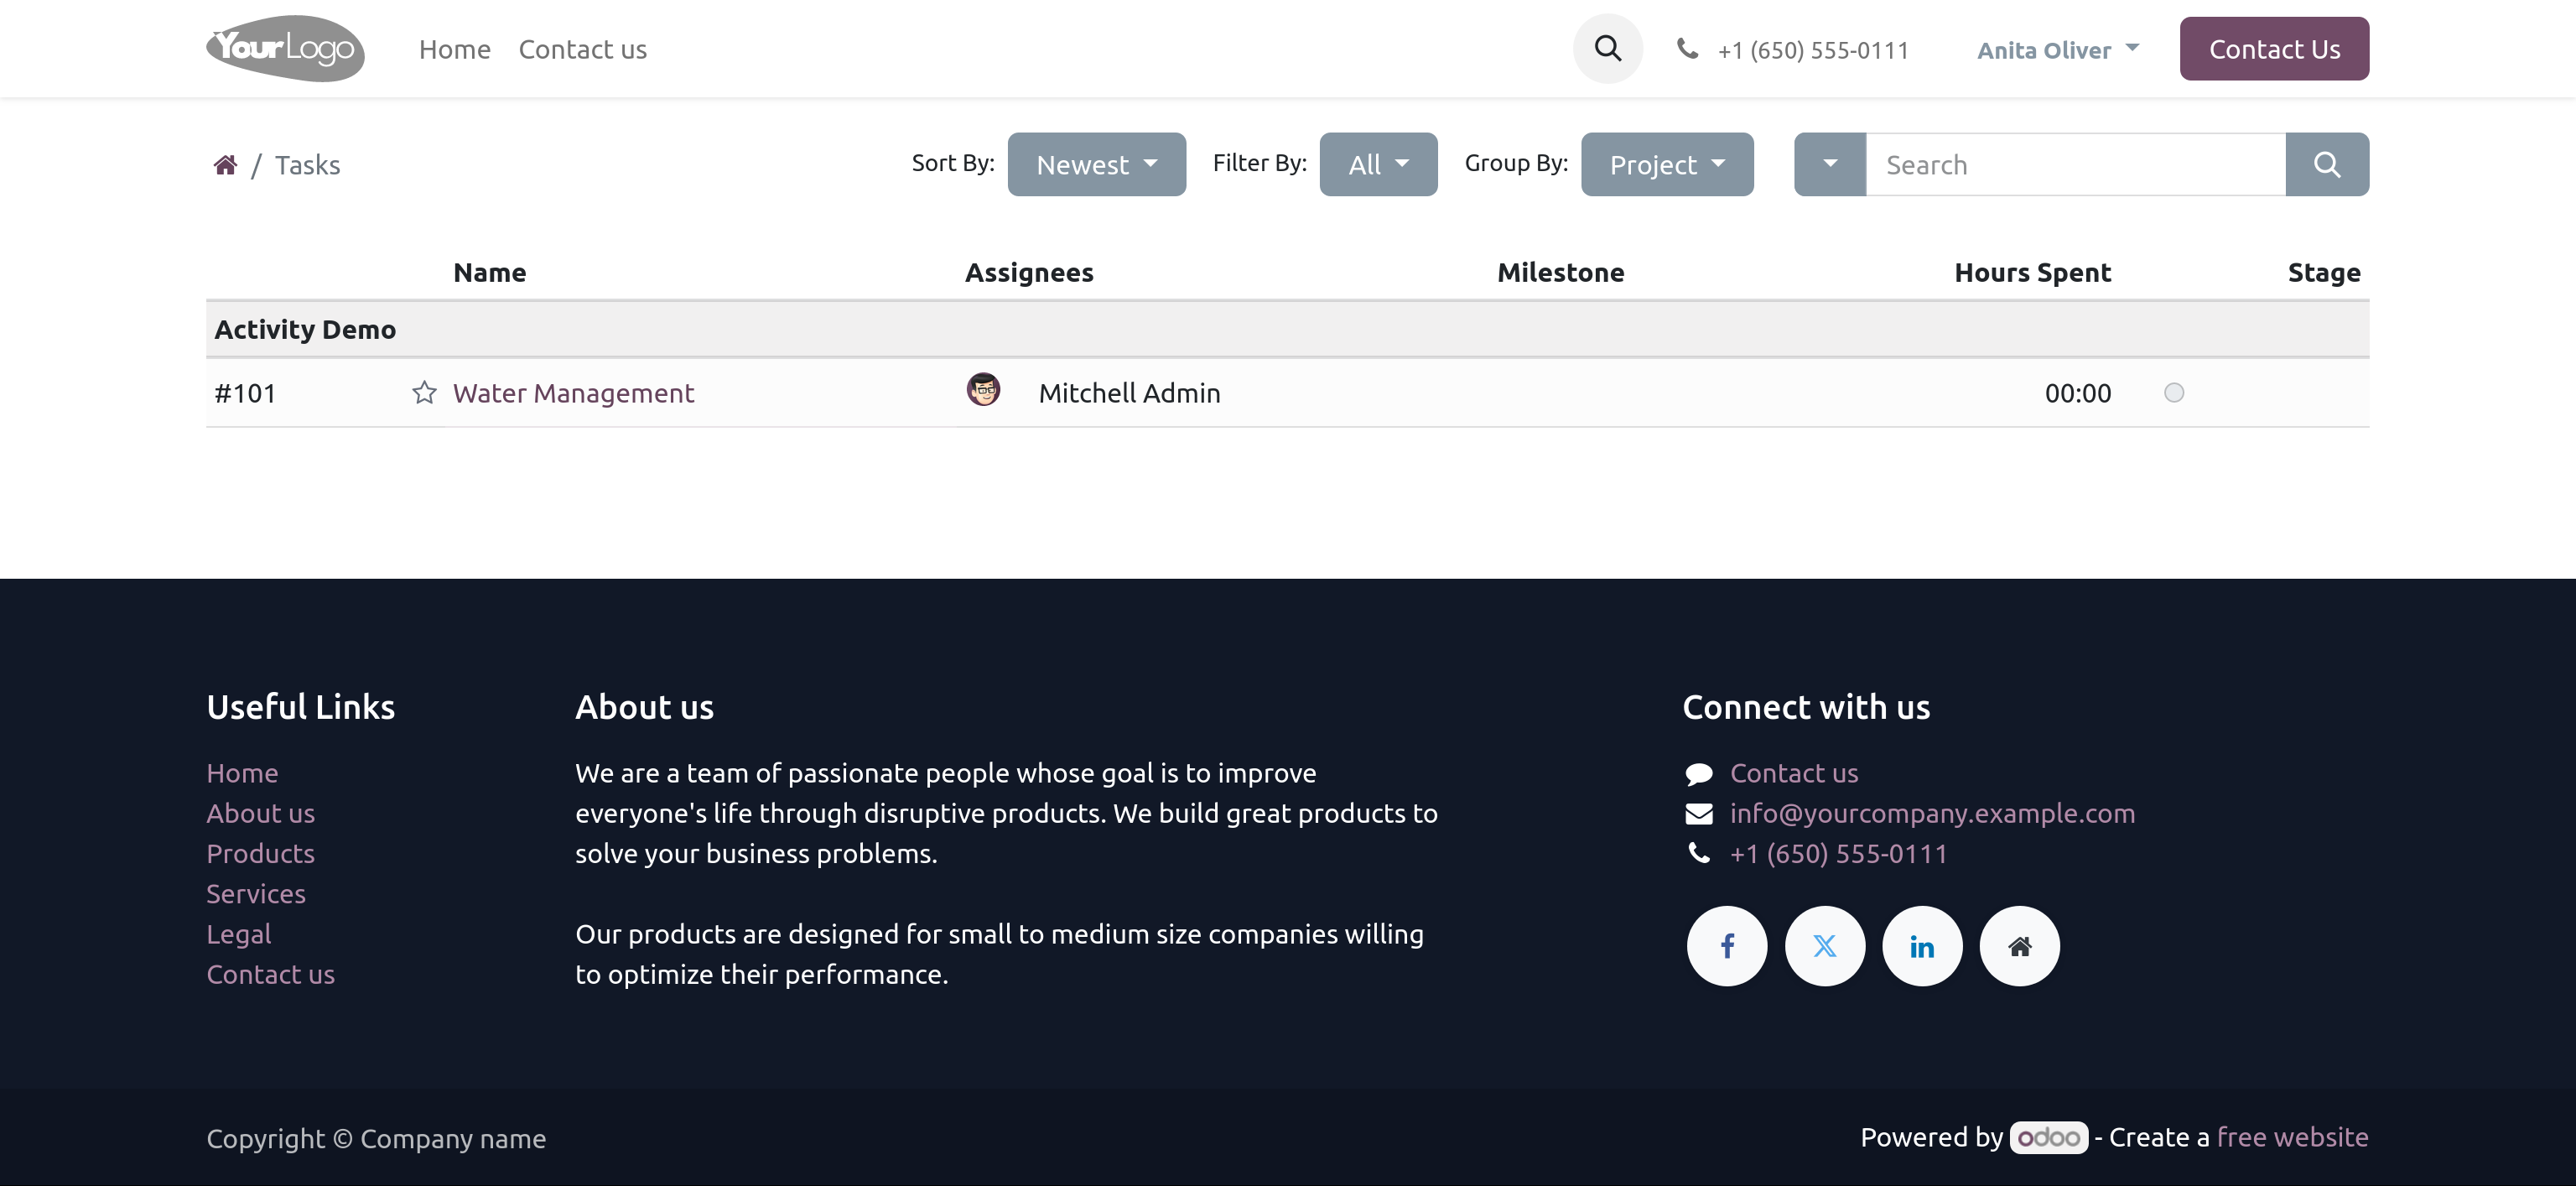 YourLogo
Home Contact us
+1 (650) 555-0111
Anita Oliver
Contact Us
/ Tasks
Sort By: Newest Filter By: All Group By: Project
Search
Name Assignees Milestone Hours Spent Stage
Activity Demo
#101 Water Management Mitchell Admin 00:00
Useful Links
Home
About us
Products
Services
Legal
Contact us
About us
We are a team of passionate people whose goal is to improve
everyone's life through disruptive products. We build great products to
solve your business problems.
Our products are designed for small to medium size companies willing
to optimize their performance.
Connect with us
Contact us
info@yourcompany.example.com
+1 (650) 555-0111
Copyright © Company name
Powered by odoo - Create a free website